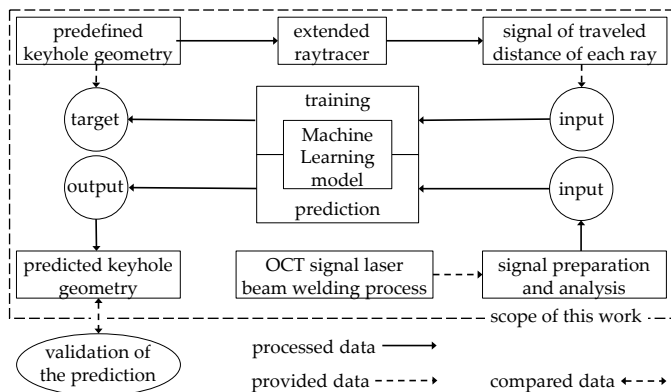 predefined
keyhole geometry
extended
raytracer
signal of traveled
distance of each ray
target
training
input
Machine
Learning
model
output
prediction
input
predicted keyhole
geometry
OCT signal laser
beam welding process
signal preparation
and analysis
scope of this work
validation of
the prediction
processed data
provided data
compared data